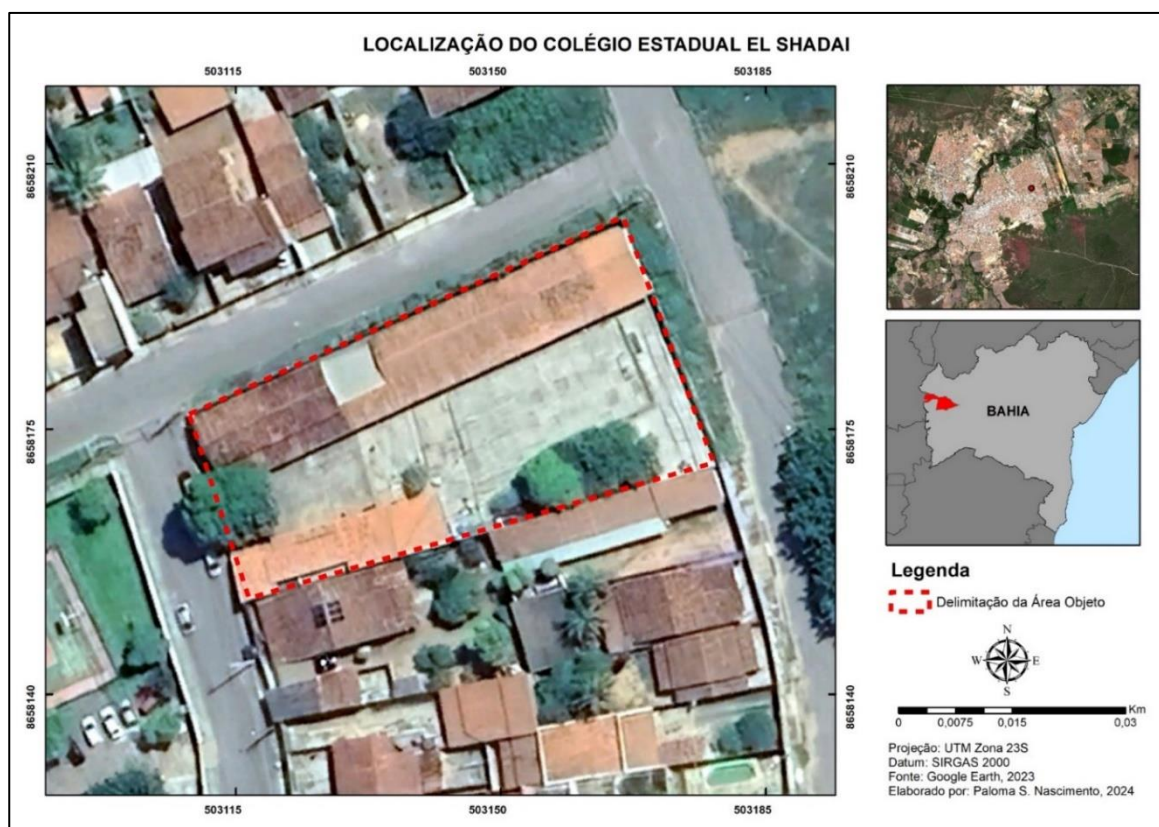 LOCALIZAÇÃO DO COLÉGIO ESTADUAL EL SHADAI
503115 503150 503185
8658210 8658210
8658175 8658175
8658140 8658140
503115 503150 503185
BAHIA
Legenda
Delimitação da Área Objeto
N
W E
S
Km
0 0,0075 0,015 0,03
Projeção: UTM Zona 23S
Datum: SIRGAS 2000
Fonte: Google Earth, 2023
Elaborado por: Paloma S. Nascimento, 2024